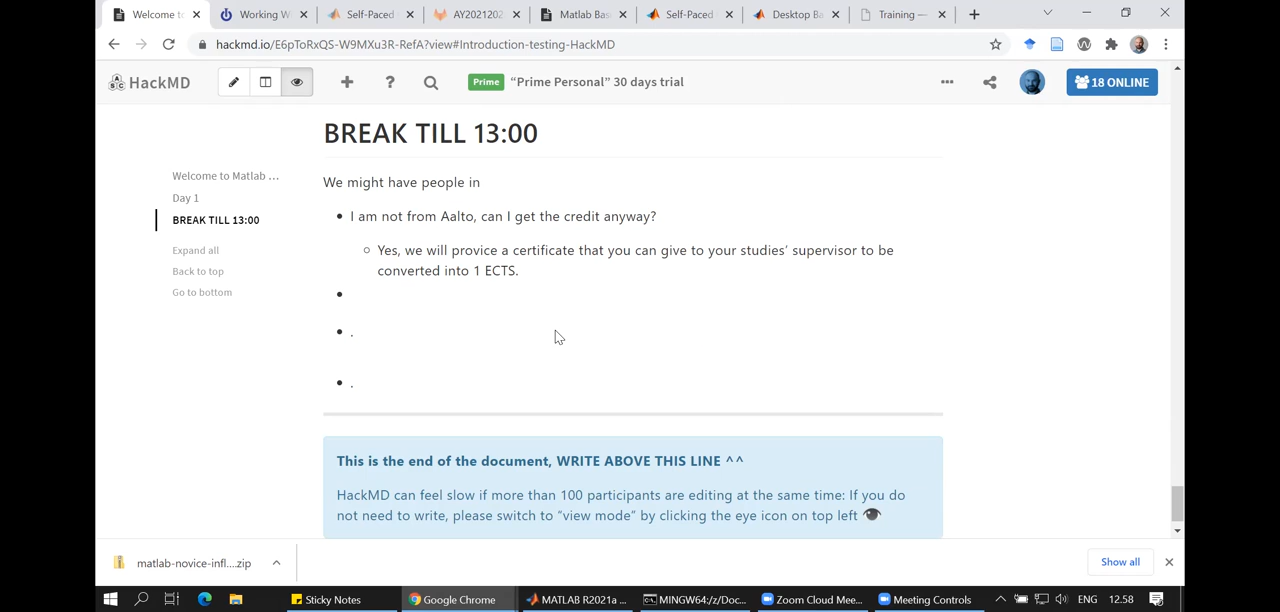 Welcome to
Working W
Self-Paced
AY2021202
Matlab Bas
Self-Paced
Desktop Ba
Training —
hackmd.io/E6pToRxQS-W9MXu3R-RefA?view#Introduction-testing-HackMD
HackMD
Prime "Prime Personal" 30 days trial
18 ONLINE
BREAK TILL 13:00
Welcome to Matlab ...
Day 1
BREAK TILL 13:00
Expand all
Back to top
Go to bottom
We might have people in
• I am not from Aalto, can I get the credit anyway?
◦ Yes, we will provice a certificate that you can give to your studies' supervisor to be
converted into 1 ECTS.
•
• .
• .
This is the end of the document, WRITE ABOVE THIS LINE ^^
HackMD can feel slow if more than 100 participants are editing at the same time: If you do
not need to write, please switch to "view mode" by clicking the eye icon on top left
matlab-novice-infl....zip
Show all
Sticky Notes
Google Chrome
MATLAB R2021a ...
MINGW64:/z/Doc...
Zoom Cloud Mee...
Meeting Controls
ENG
12.58